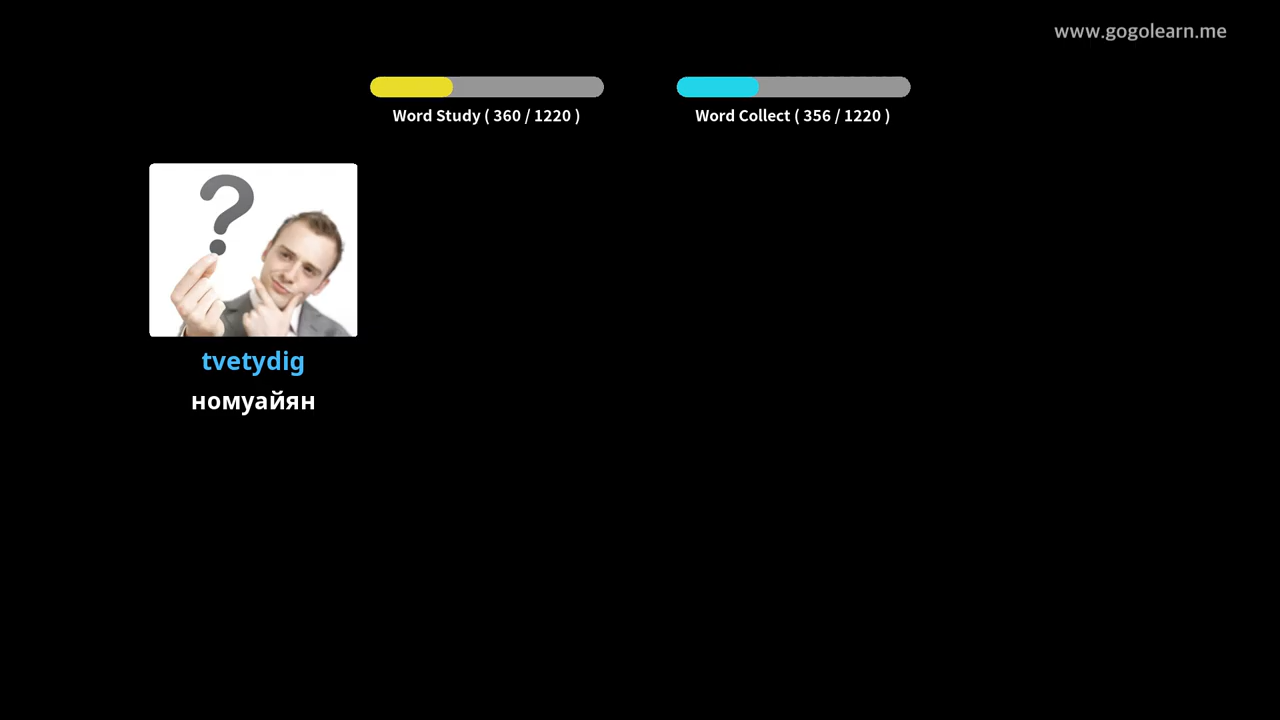 www.gogolearn.me
Word Study ( 360 / 1220 )
Word Collect ( 356 / 1220 )
?
tvetydig
номуайян